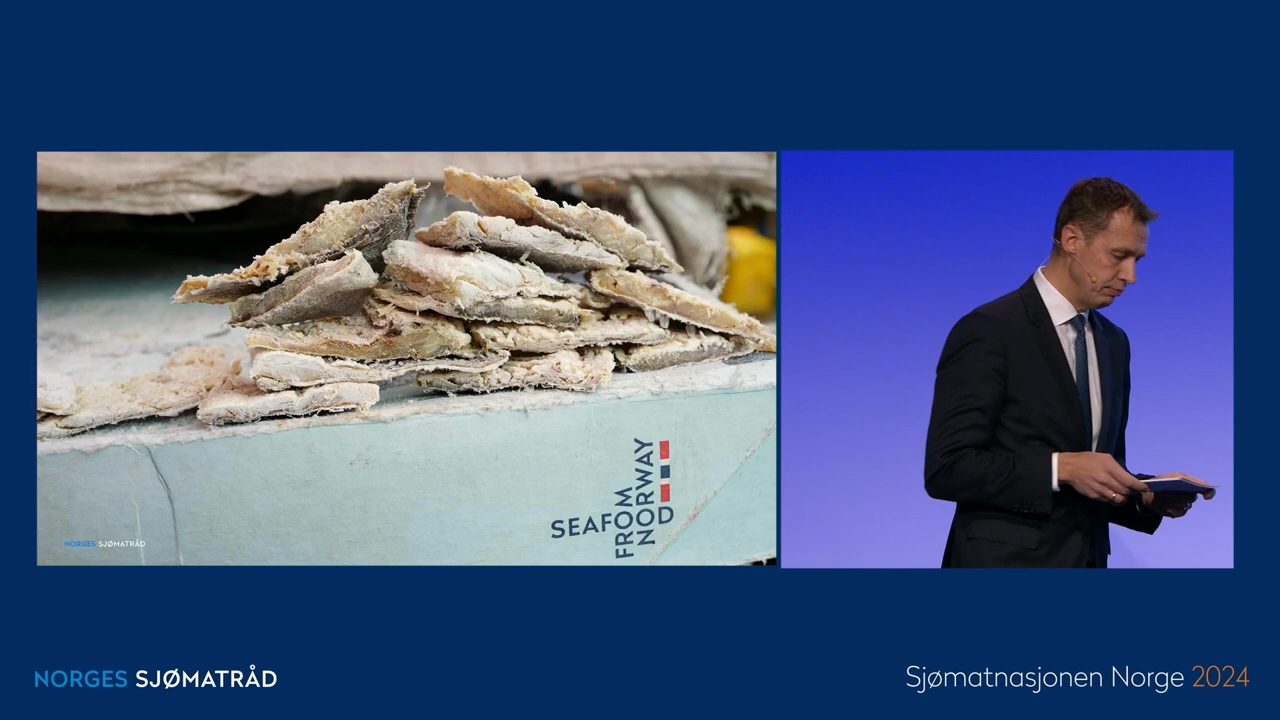 SEAFOOD
FROM
NORWAY
NORGES SJØMATRÅD
NORGES SJØMATRÅD
Sjømatnasjonen Norge 2024